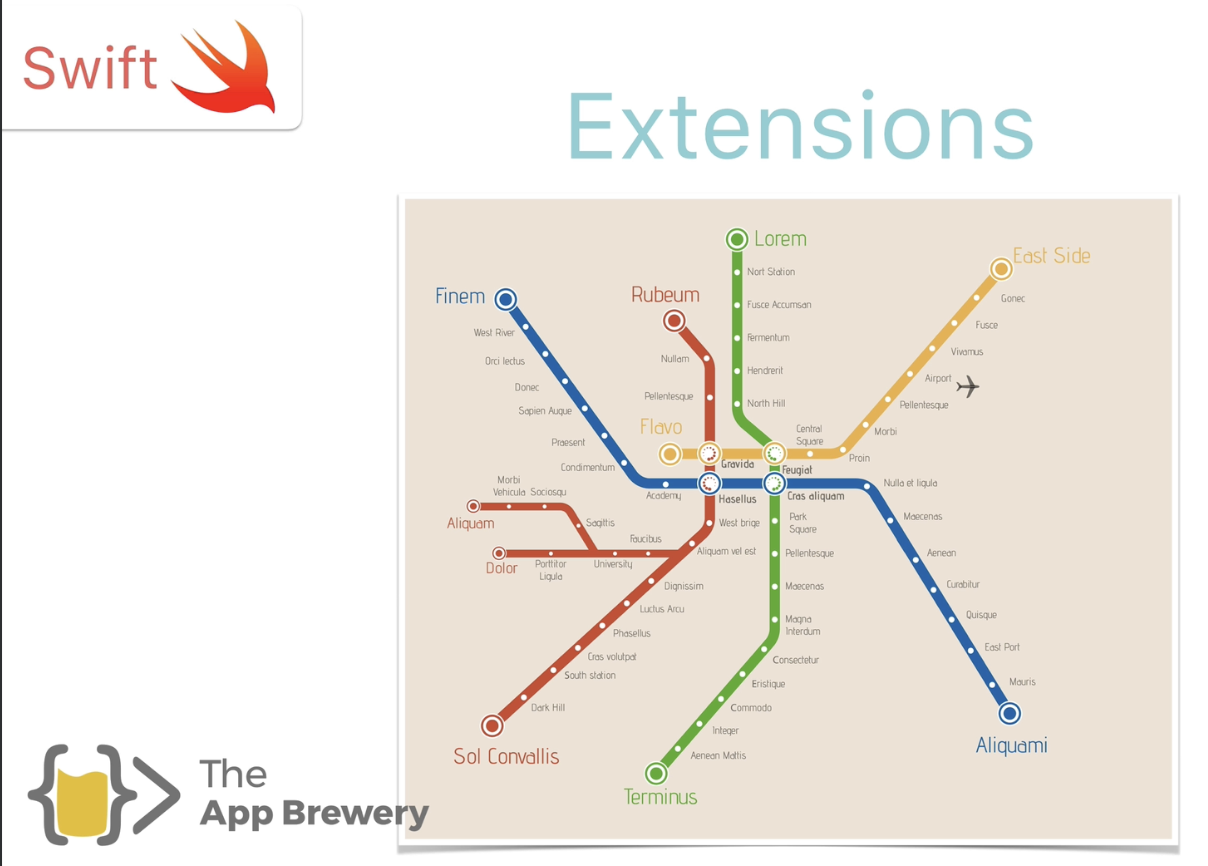 Swift
Extensions
Lorem
Nort Station
Fusce Accumsan
Fermentum
Hendrerit
North Hill
East Side
Gonec
Fusce
Vivamus
Airport
Pellentesque
Morbi
Proin
Central
Square
Finem
West River
Orci lectus
Donec
Sapien Auque
Praesent
Condimentum
Academy
Rubeum
Nullam
Pellentesque
Flavo
Gravida
Feugiat
Hasellus
Cras aliquam
Nulla et liqula
Maecenas
Aenean
Curabitur
Quisque
East Port
Mauris
Aliquami
Morbi
Vehicula
Sociosqu
Aliquam
Sagittis
Faucibus
Dolor
Porttitor
Liqula
University
West brige
Aliquam vel est
Dignissim
Luctus Arcu
Phasellus
Cras volutpat
South station
Dark Hill
Sol Convallis
Park
Square
Pellentesque
Maecenas
Magna
Interdum
Consectetur
Eristique
Commodo
Integer
Aenean Mattis
Terminus
The
App Brewery